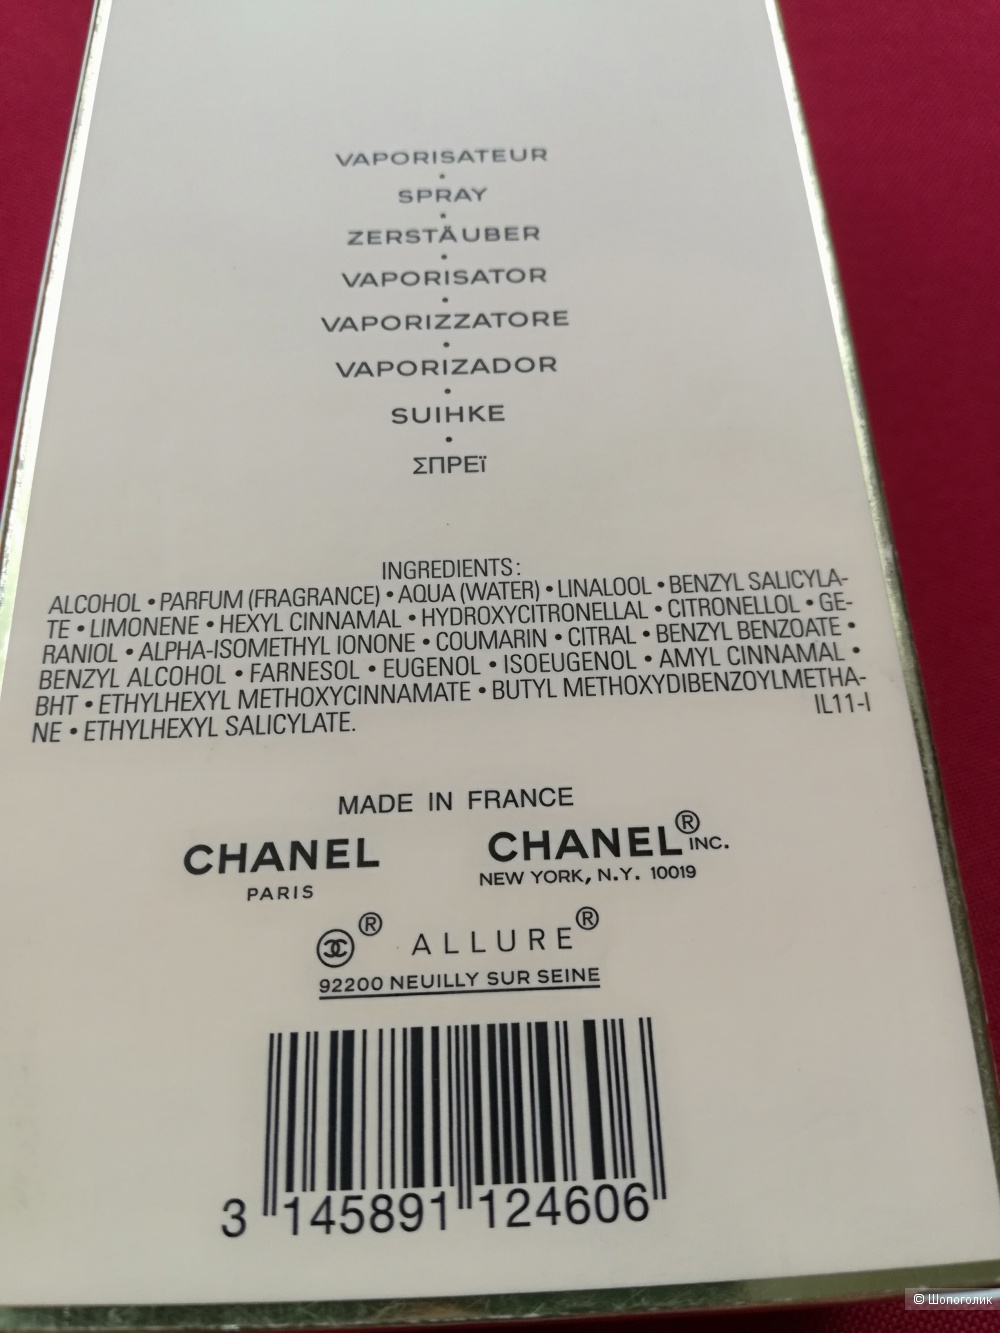 VAPORISATEUR
•
SPRAY
•
ZERSTÄUBER
•
VAPORISATOR
•
VAPORIZZATORE
•
VAPORIZADOR
•
SUIHKE
•
ΣΠΡΕΪ
INGREDIENTS:
ALCOHOL • PARFUM (FRAGRANCE) • AQUA (WATER) • LINALOOL • BENZYL SALICYLA-
TE • LIMONENE • HEXYL CINNAMAL • HYDROXYCITRONELLAL • CITRONELLOL • GE-
RANIOL • ALPHA-ISOMETHYL IONONE • COUMARIN • CITRAL • BENZYL BENZOATE •
BENZYL ALCOHOL • FARNESOL • EUGENOL • ISOEUGENOL • AMYL CINNAMAL •
BHT • ETHYLHEXYL METHOXYCINNAMATE • BUTYL METHOXYDIBENZOYLMETHA-
NE • ETHYLHEXYL SALICYLATE.
IL11-I
MADE IN FRANCE
CHANEL
PARIS
CHANEL® INC.
NEW YORK, N.Y. 10019
® ALLURE®
92200 NEUILLY SUR SEINE
3 145891 124606
© Шопоголик